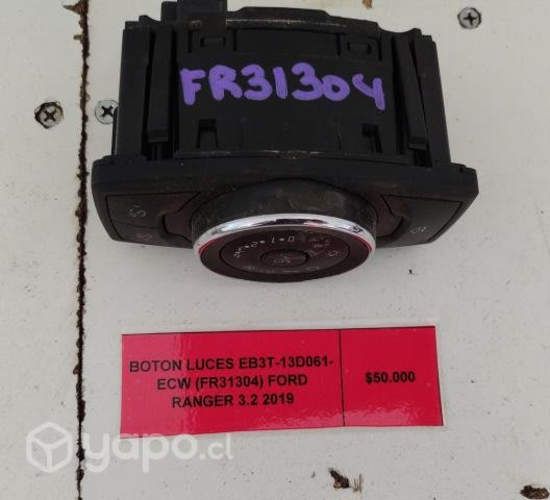 FR31304
BOTON LUCES EB3T-13D061-
ECW (FR31304) FORD
RANGER 3.2 2019
$50.000
yapo.cl